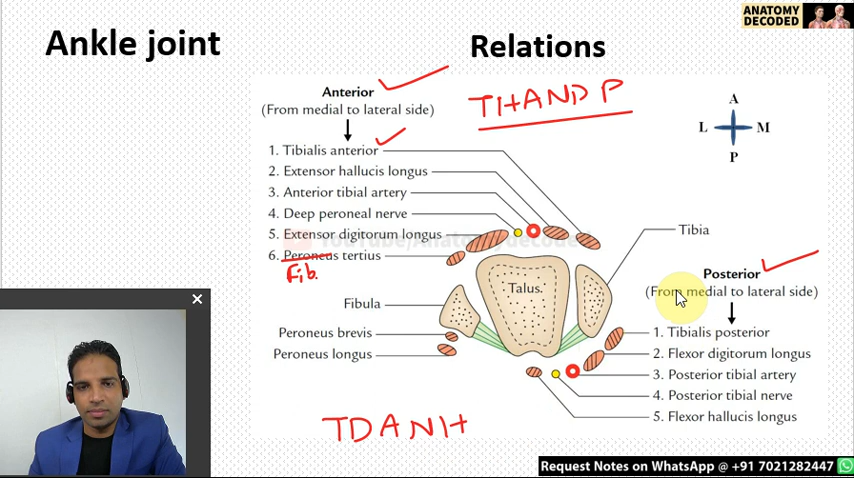 Ankle joint
Relations
ANATOMY
DECODED
Anterior
(From medial to lateral side)
THANDP
A
L M
P
1. Tibialis anterior
2. Extensor hallucis longus
3. Anterior tibial artery
4. Deep peroneal nerve
5. Extensor digitorum longus
6. Peroneus tertius
Fib.
YouTube/Anatomydecoded
Tibia
Talus.
Fibula
Peroneus brevis
Peroneus longus
Posterior
(From medial to lateral side)
1. Tibialis posterior
2. Flexor digitorum longus
3. Posterior tibial artery
4. Posterior tibial nerve
5. Flexor hallucis longus
TDANH
Request Notes on WhatsApp @ +91 7021282447